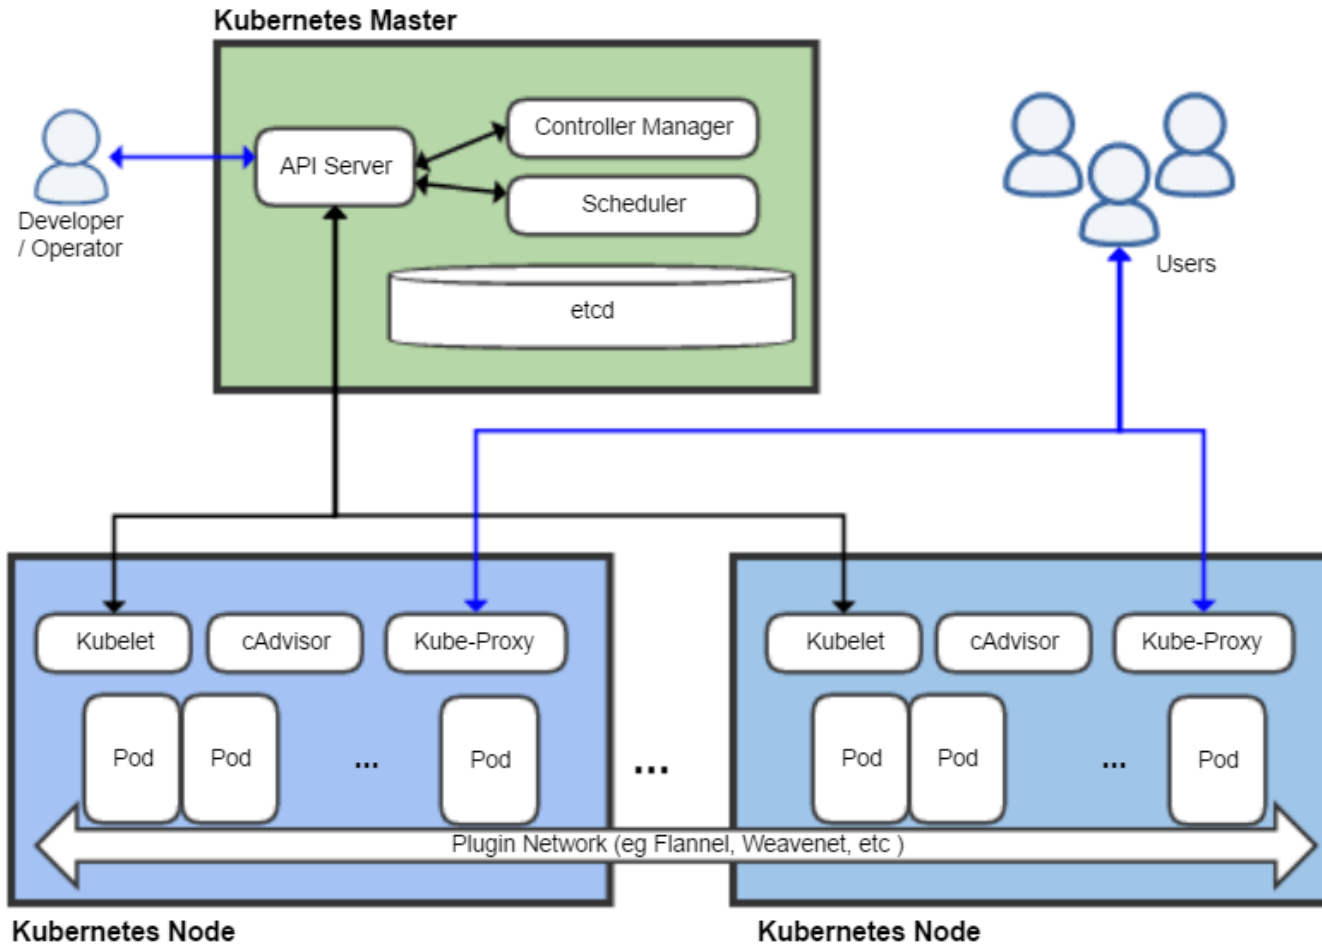 Kubernetes Master
Controller Manager
API Server
Scheduler
etcd
Developer
/ Operator
Users
Kubelet
cAdvisor
Kube-Proxy
Pod
Pod
...
Pod
...
Kubelet
cAdvisor
Kube-Proxy
Pod
Pod
...
Pod
Plugin Network (eg Flannel, Weavenet, etc )
Kubernetes Node
Kubernetes Node